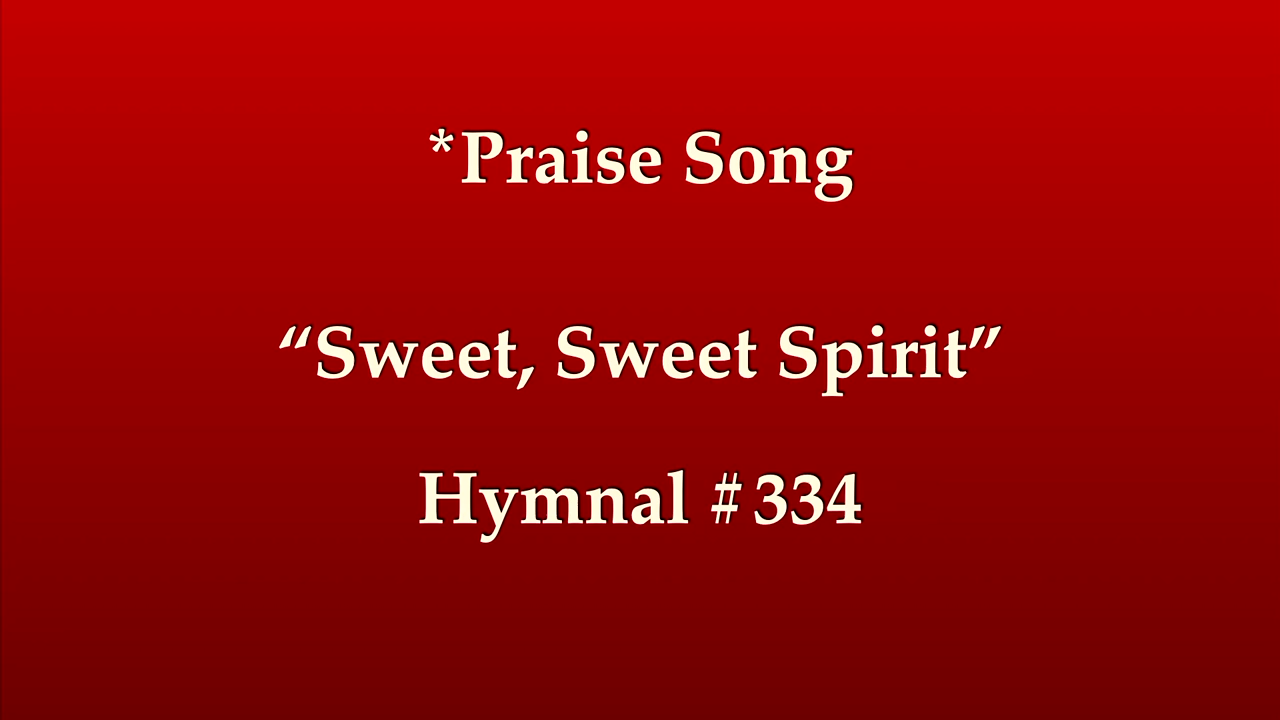 *Praise Song
“Sweet, Sweet Spirit”
Hymnal #334